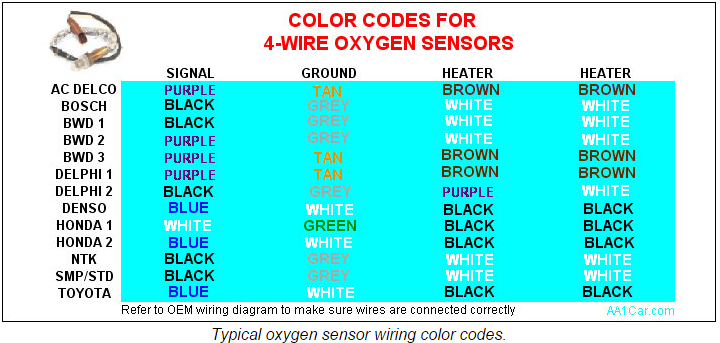 COLOR CODES FOR
4-WIRE OXYGEN SENSORS
SIGNAL GROUND HEATER HEATER
AC DELCO PURPLE TAN BROWN BROWN
BOSCH BLACK GREY WHITE WHITE
BWD 1 BLACK GREY WHITE WHITE
BWD 2 PURPLE GREY WHITE WHITE
BWD 3 PURPLE TAN BROWN BROWN
DELPHI 1 PURPLE TAN BROWN BROWN
DELPHI 2 BLACK GREY PURPLE WHITE
DENSO BLUE WHITE BLACK BLACK
HONDA 1 WHITE GREEN BLACK BLACK
HONDA 2 BLUE WHITE BLACK BLACK
NTK BLACK GREY WHITE WHITE
SMP/STD BLACK GREY WHITE WHITE
TOYOTA BLUE WHITE BLACK BLACK
Refer to OEM wiring diagram to make sure wires are connected correctly AA1Car.com
Typical oxygen sensor wiring color codes.